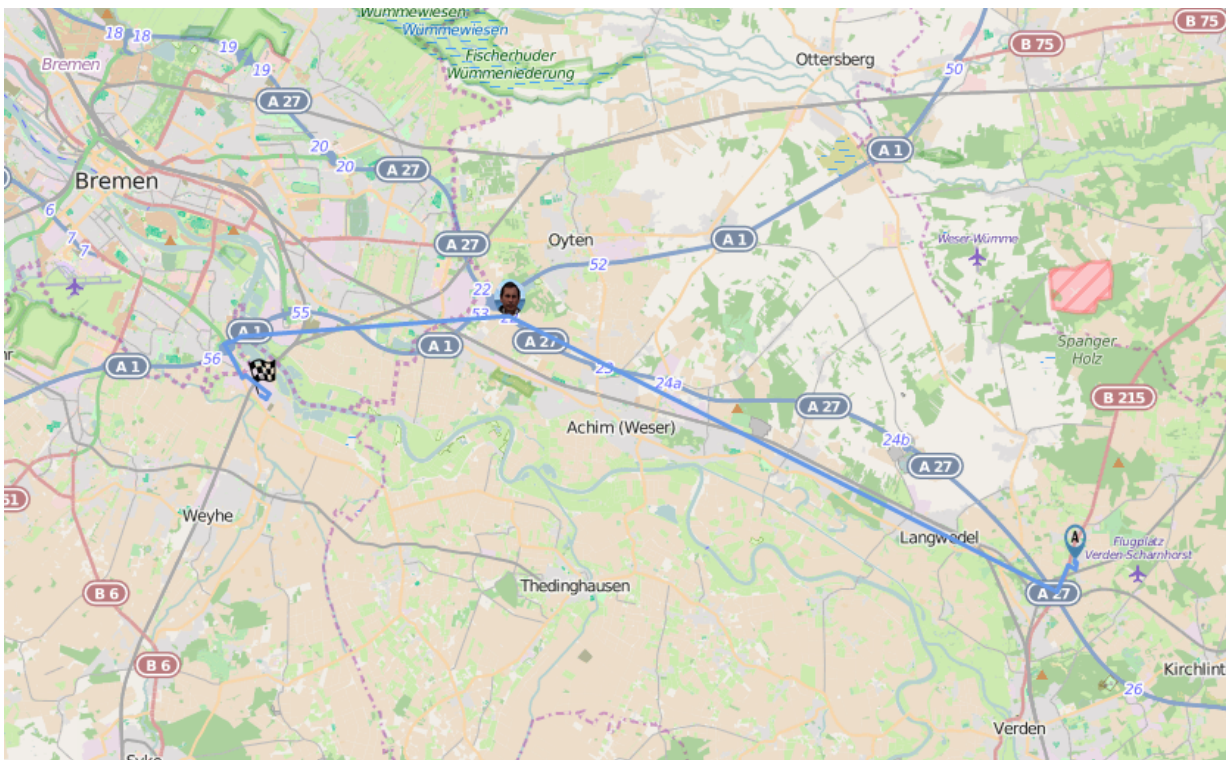 Wümmewiesen
Wümmewiesen
B 75
18
18
19
B 75
Bremen
Fischerhuder
Wümmeniederung
Ottersberg
19
50
A 27
20
20
A 27
A 1
Bremen
6
7
7
A 27
Oyten
A 1
Weser-Wümme
52
22
55
53
A 1
A 27
A 1
Spanger
Holz
56
A 1
23
24a
B 215
A 27
Achim (Weser)
24b
A 27
51
Weyhe
Langwedel
A
Flugplatz
Verden-Scharnhorst
B 6
Thedinghausen
A 27
B 6
Kirchlint
26
Verden
Syke